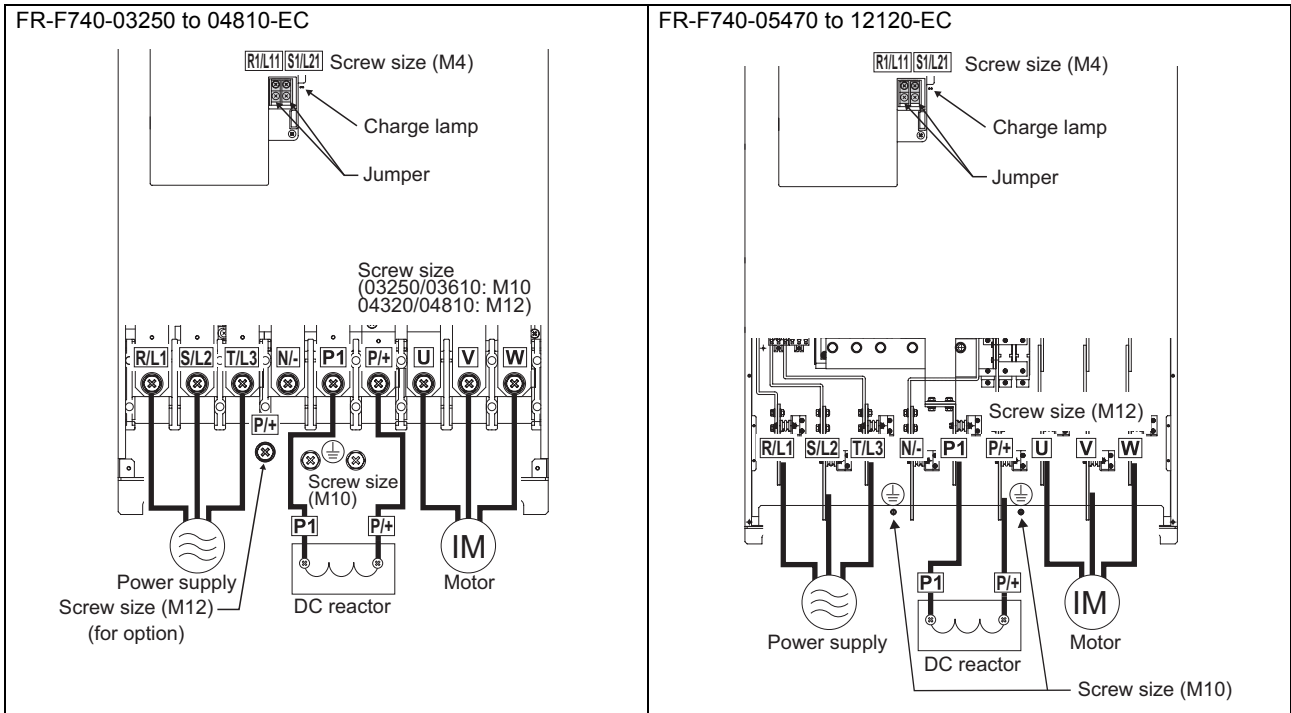 FR-F740-03250 to 04810-EC
R1/L11 S1/L21 Screw size (M4)
Charge lamp
Jumper
Screw size
(03250/03610: M10
04320/04810: M12)
R/L1 S/L2 T/L3 N/- P1 P/+ U V W
P/+
Screw size
(M10)
P1 P/+
IM
Power supply
Motor
Screw size (M12)
(for option)
DC reactor
FR-F740-05470 to 12120-EC
R1/L11 S1/L21 Screw size (M4)
Charge lamp
Jumper
Screw size (M12)
R/L1 S/L2 T/L3 N/- P1 P/+ U V W
P1 P/+
IM
Power supply
Motor
DC reactor
Screw size (M10)